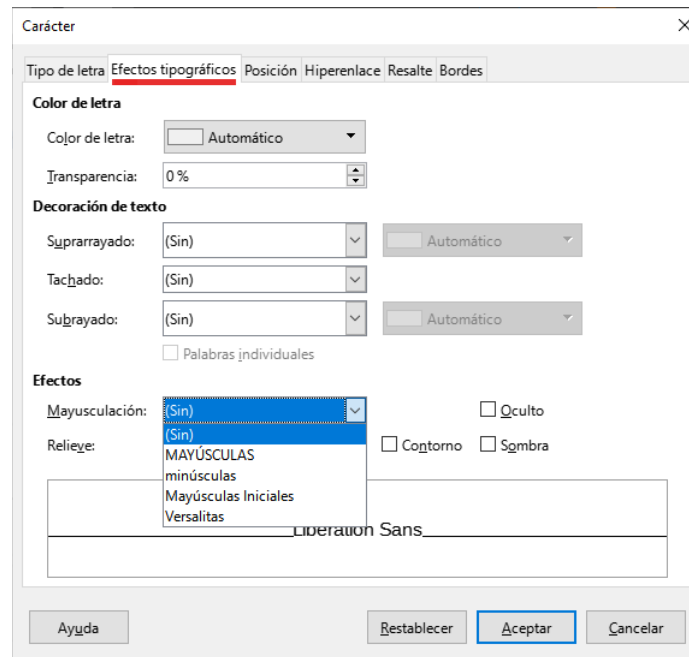 Carácter
Tipo de letra Efectos tipográficos Posición Hiperenlace Resalte Bordes
Color de letra
Color de letra: Automático
Transparencia: 0 %
Decoración de texto
Suprarrayado: (Sin) Automático
Tachado: (Sin)
Subrayado: (Sin) Automático
Palabras individuales
Efectos
Mayusculación: (Sin) Oculto
(Sin)
Relieve: MAYÚSCULAS Contorno Sombra
minúsculas
Mayúsculas Iniciales
Versalitas
Liberation Sans
Ayuda Restablecer Aceptar Cancelar